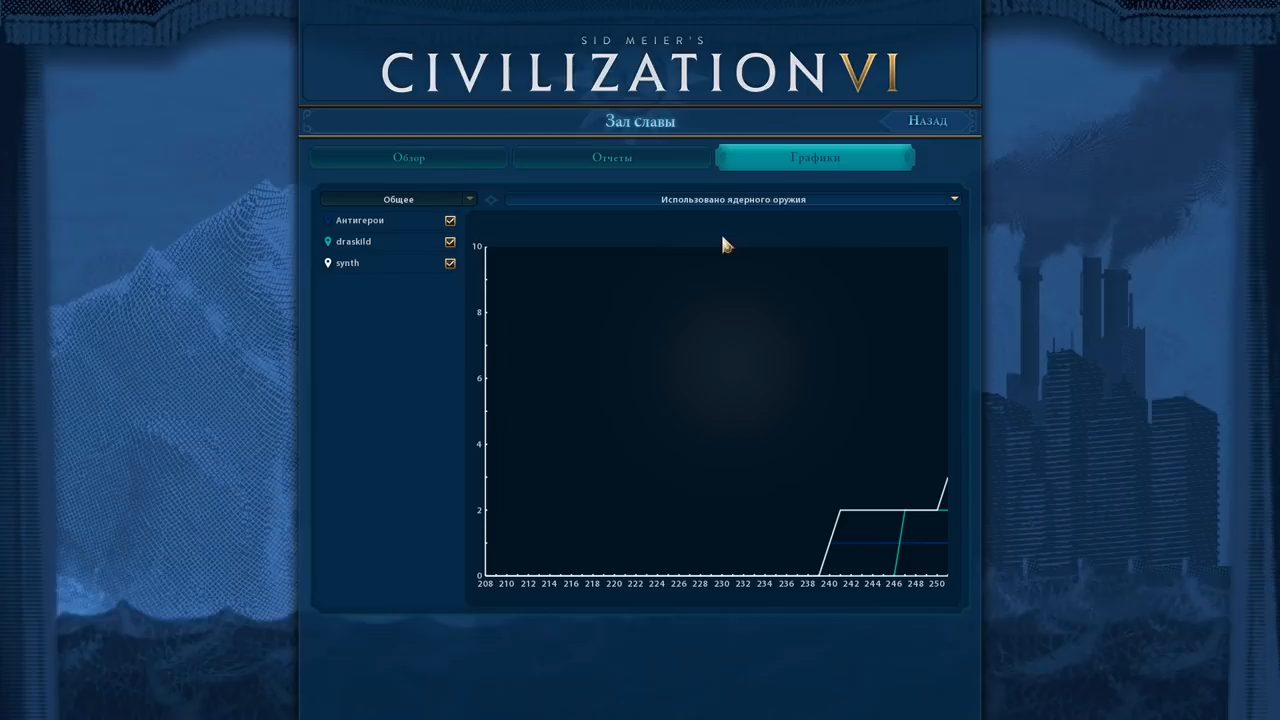 SID MEIER'S
CIVILIZATION VI
Зал славы
Назад
Обзор
Отчеты
Графики
Общее
Использовано ядерного оружия
Антигерои
draskild
synth
10
8
6
4
2
0
208 210 212 214 216 218 220 222 224 226 228 230 232 234 236 238 240 242 244 246 248 250